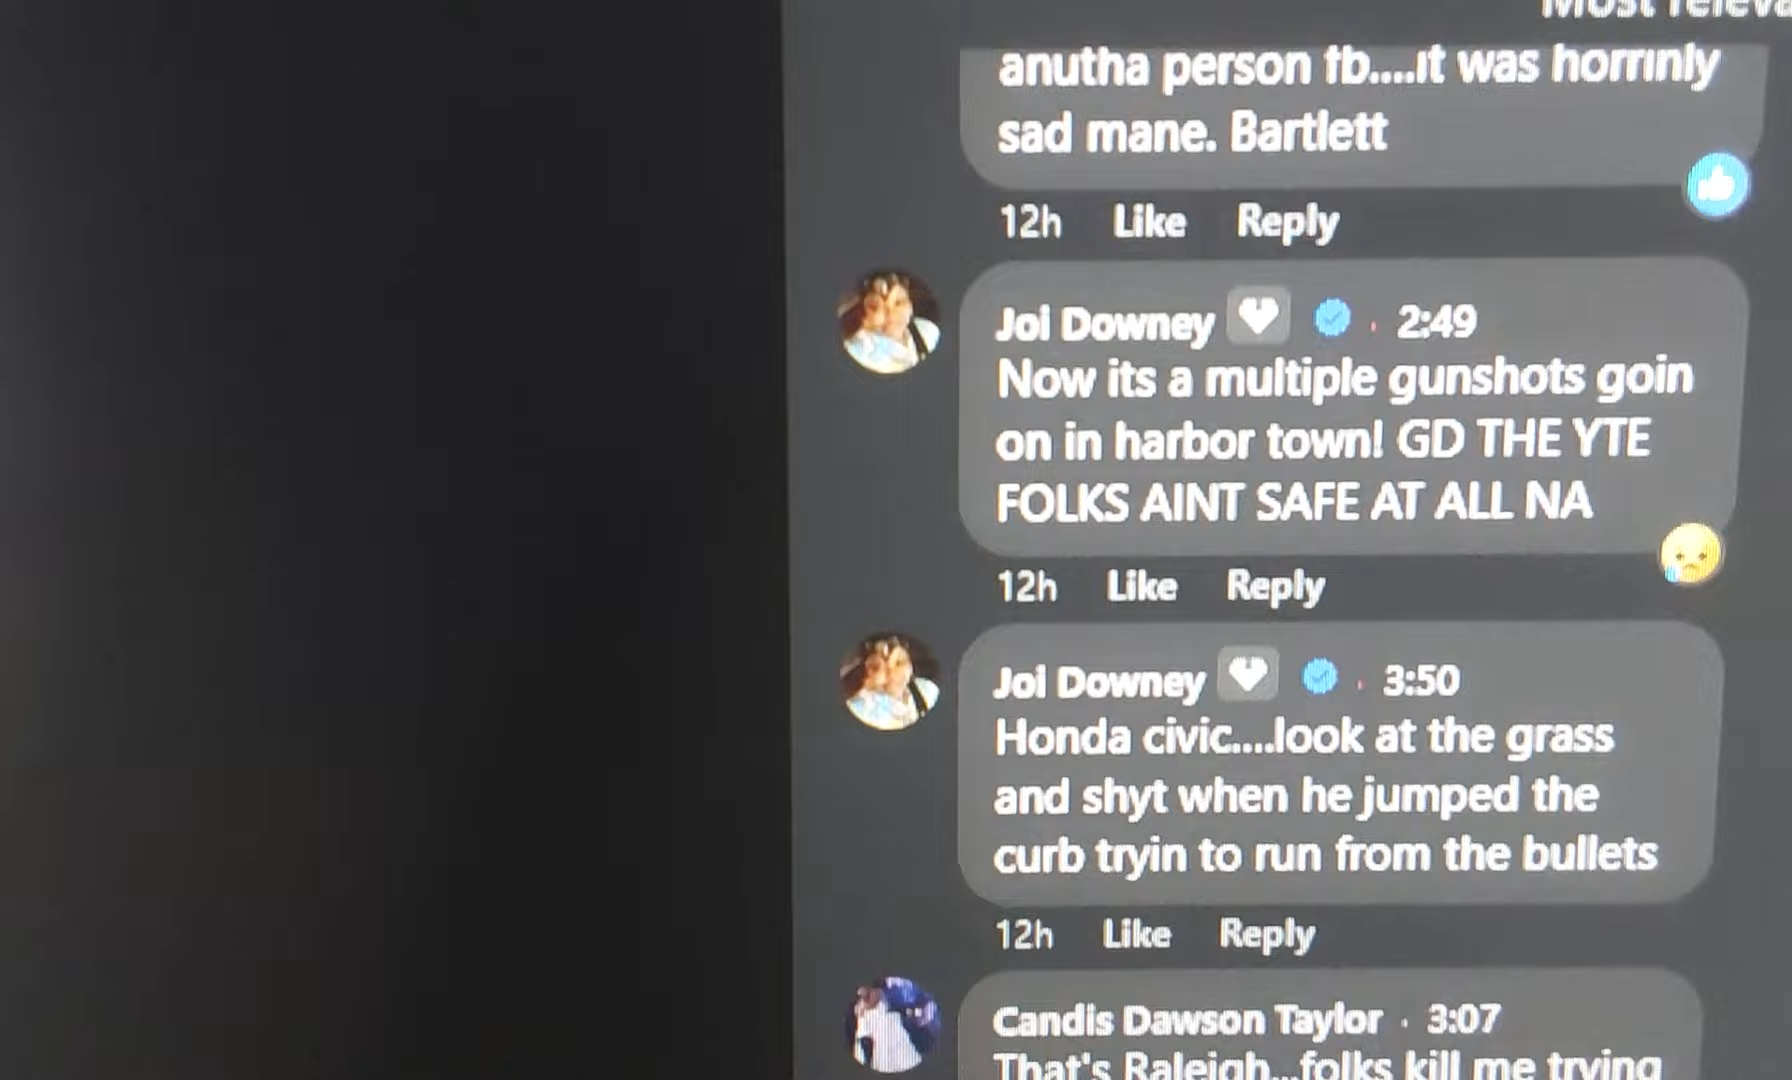 Most releva
anutha person fb....it was horrinly
sad mane. Bartlett
12h Like Reply
Joi Downey · 2:49
Now its a multiple gunshots goin
on in harbor town! GD THE YTE
FOLKS AINT SAFE AT ALL NA
12h Like Reply
Joi Downey · 3:50
Honda civic....look at the grass
and shyt when he jumped the
curb tryin to run from the bullets
12h Like Reply
Candis Dawson Taylor · 3:07
That's Raleigh...folks kill me trying